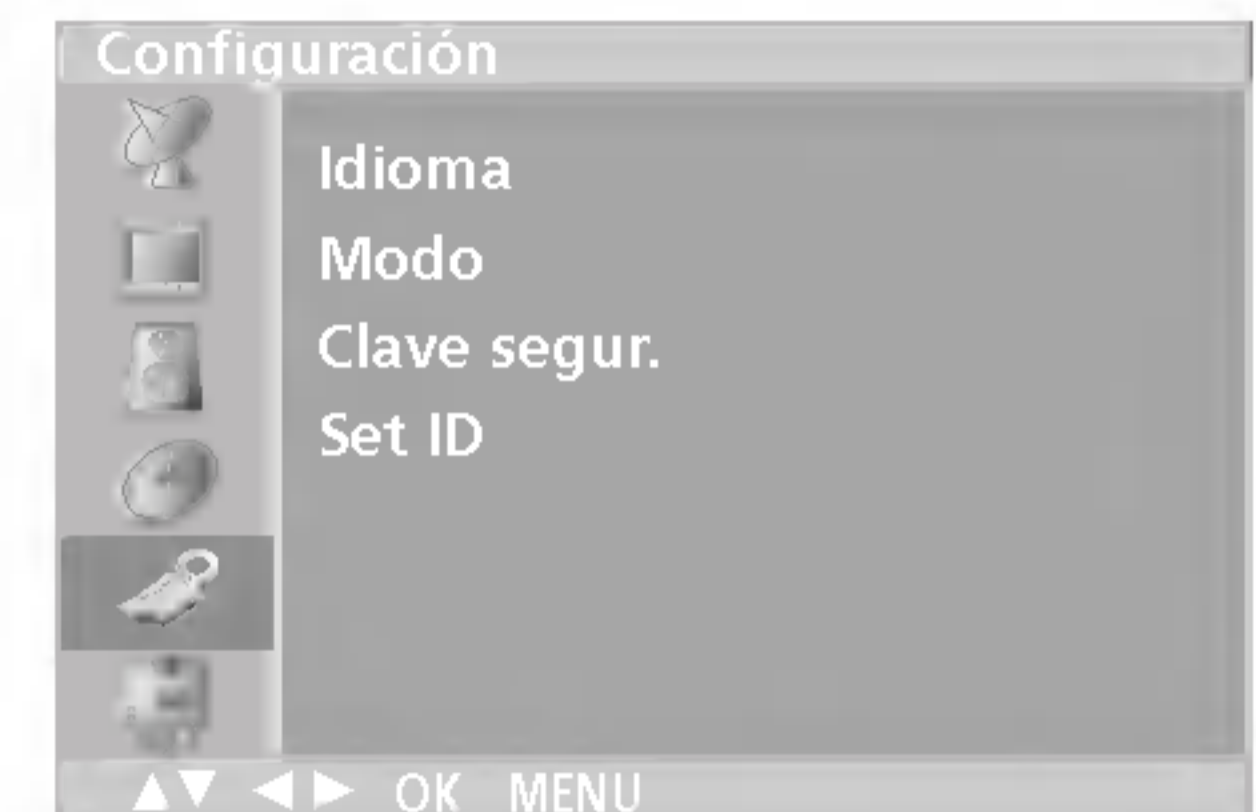 Configuración
Idioma
Modo
Clave segur.
Set ID
▲▼ ◀ ▶ OK MENU